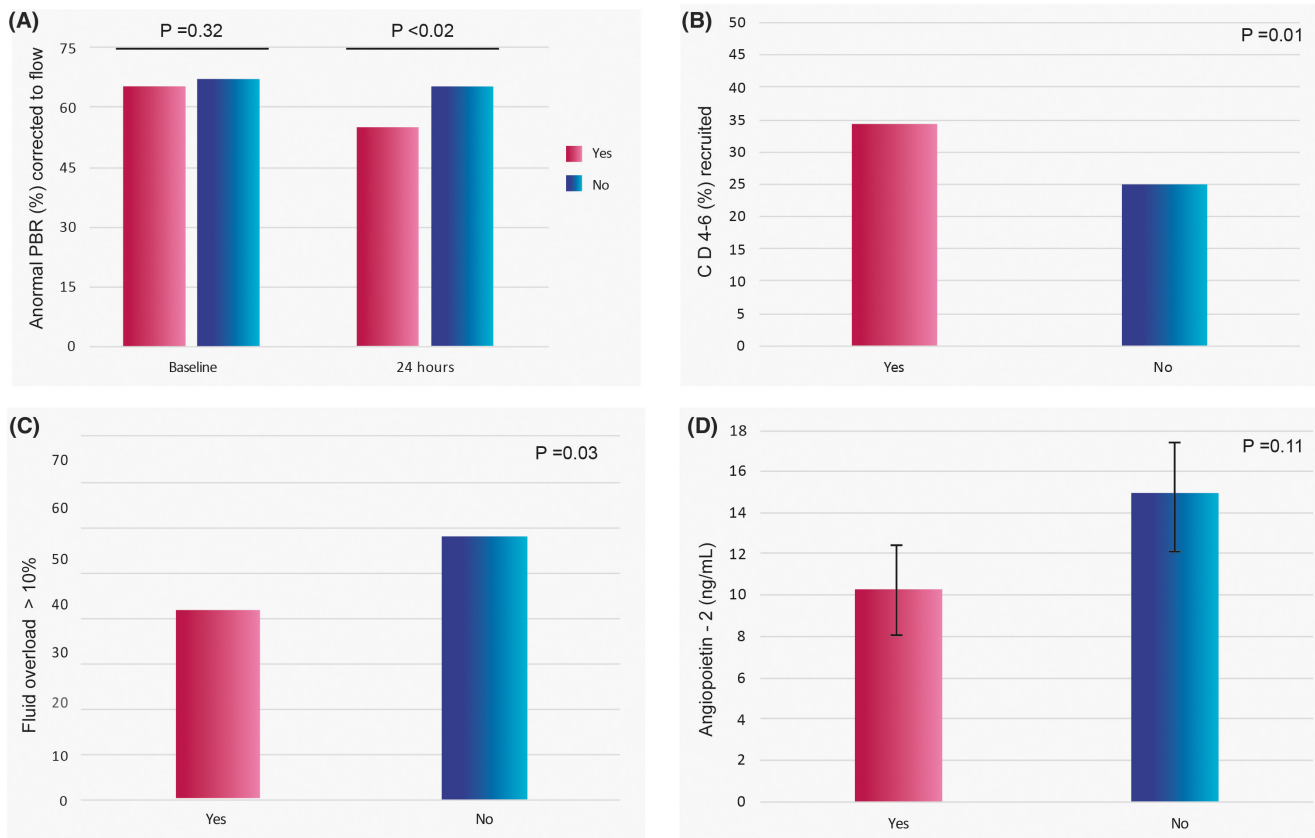 (A)
P =0.32
P <0.02
Anormal PBR (%) corrected to flow
75
60
45
30
15
0
Baseline
24 hours
Yes
No
(B)
P =0.01
C D 4-6 (%) recruited
50
45
40
35
30
25
20
15
10
5
0
Yes
No
(C)
P =0.03
Fluid overload > 10%
70
60
50
40
30
20
10
0
Yes
No
(D)
P =0.11
Angiopoietin - 2 (ng/mL)
18
16
14
12
10
8
6
4
2
0
Yes
No